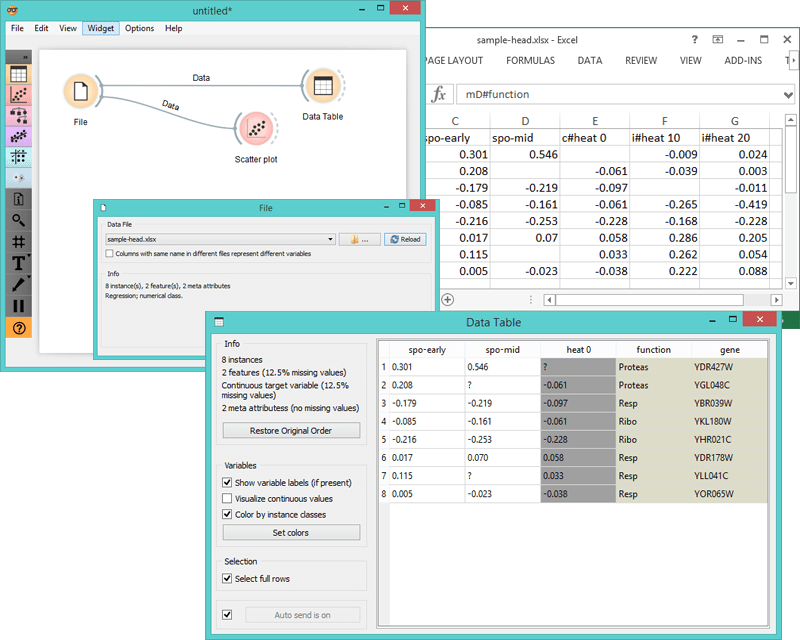 untitled*
File Edit View Widget Options Help
Data
Data
File
Data Table
Scatter plot
sample-head.xlsx - Excel
PAGE LAYOUT FORMULAS DATA REVIEW VIEW ADD-INS
fx mD#function
C D E F G
spo-early spo-mid c#heat 0 i#heat 10 i#heat 20
0.301 0.546 -0.009 0.024
0.208 -0.061 -0.039 0.003
-0.179 -0.219 -0.097 -0.011
-0.085 -0.161 -0.061 -0.265 -0.419
-0.216 -0.253 -0.228 -0.168 -0.228
0.017 0.07 0.058 0.286 0.205
0.115 0.033 0.262 0.054
0.005 -0.023 -0.038 0.222 0.088
File
Data File
sample-head.xlsx ... Reload
Columns with same name in different files represent different variables
Info
8 instance(s), 2 feature(s), 2 meta attributes
Regression; numerical class.
Data Table
Info
8 instances
2 features (12.5% missing values)
Continuous target variable (12.5%
missing values)
2 meta attributess (no missing values)
Restore Original Order
Variables
Show variable labels (if present)
Visualize continuous values
Color by instance classes
Set colors
Selection
Select full rows
Auto send is on
spo-early spo-mid heat 0 function gene
1 0.301 0.546 ? Proteas YDR427W
2 0.208 ? -0.061 Proteas YGL048C
3 -0.179 -0.219 -0.097 Resp YBR039W
4 -0.085 -0.161 -0.061 Ribo YKL180W
5 -0.216 -0.253 -0.228 Ribo YHR021C
6 0.017 0.070 0.058 Resp YDR178W
7 0.115 ? 0.033 Resp YLL041C
8 0.005 -0.023 -0.038 Resp YOR065W